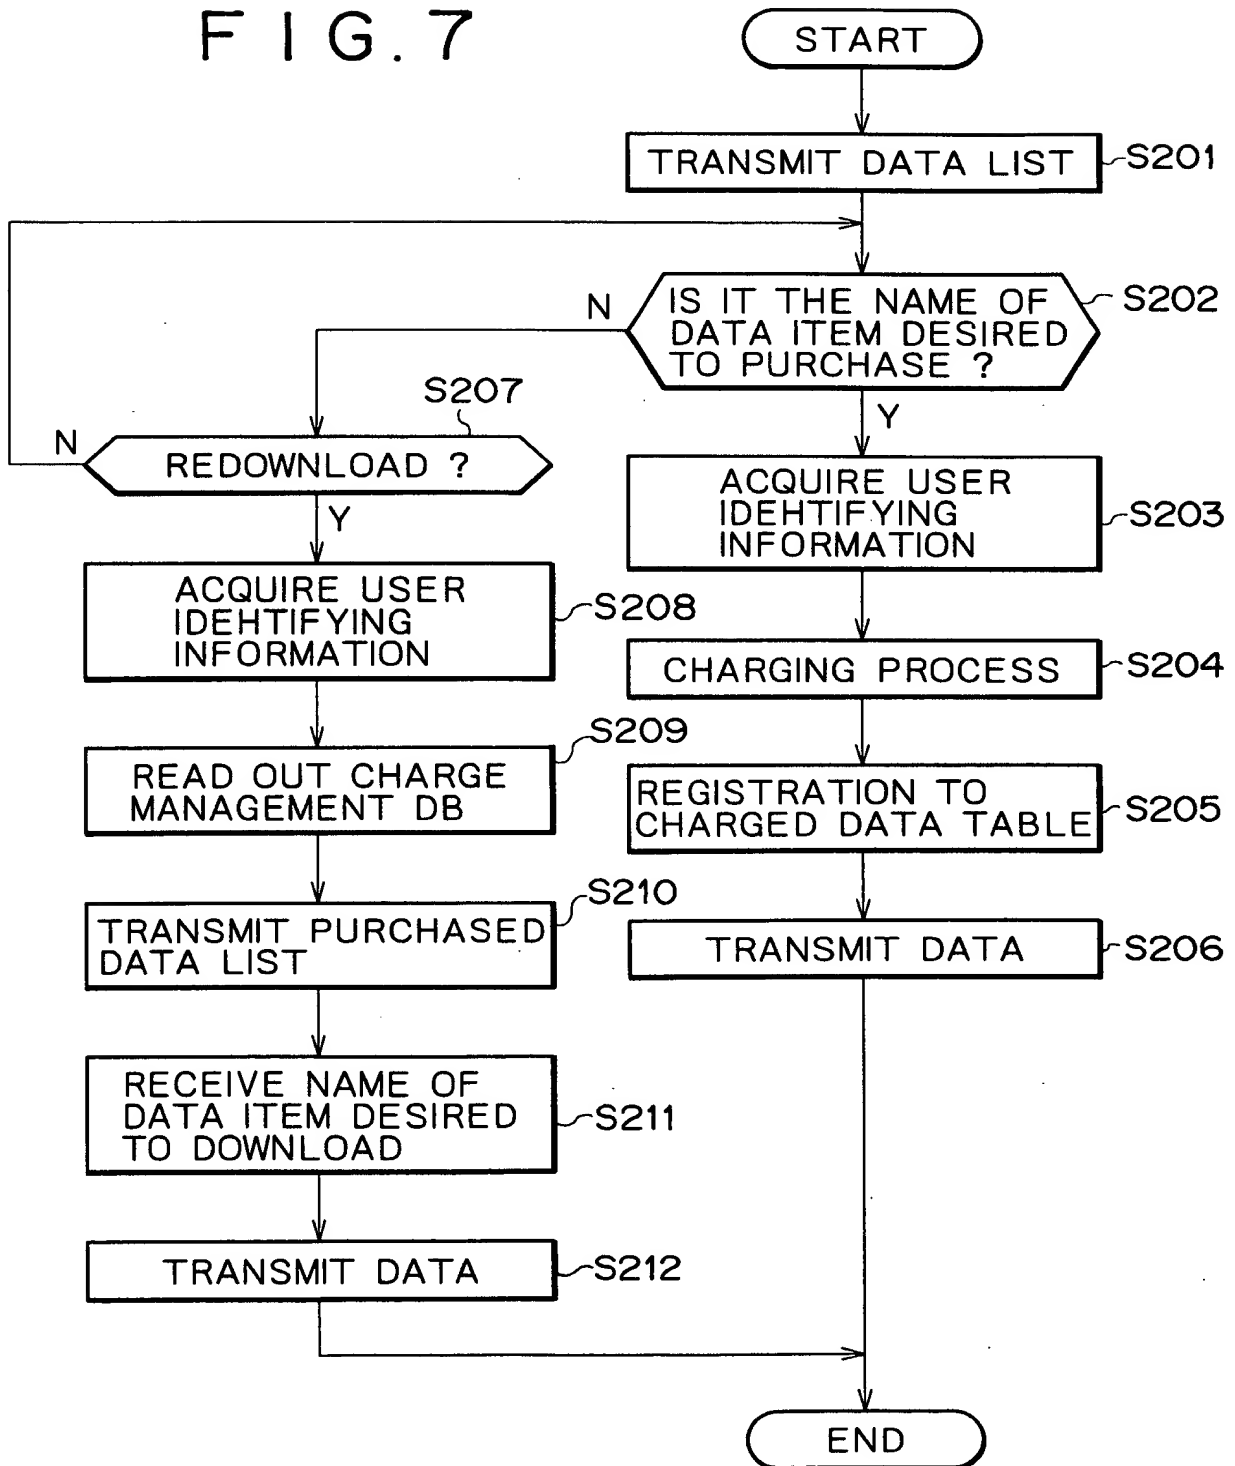 FIG. 7
START
TRANSMIT DATA LIST
S201
IS IT THE NAME OF
DATA ITEM DESIRED
TO PURCHASE ?
S202
N
Y
S207
REDOWNLOAD ?
N
Y
ACQUIRE USER
IDEHTIFYING
INFORMATION
S203
ACQUIRE USER
IDEHTIFYING
INFORMATION
S208
CHARGING PROCESS
S204
READ OUT CHARGE
MANAGEMENT DB
S209
REGISTRATION TO
CHARGED DATA TABLE
S205
TRANSMIT PURCHASED
DATA LIST
S210
TRANSMIT DATA
S206
RECEIVE NAME OF
DATA ITEM DESIRED
TO DOWNLOAD
S211
TRANSMIT DATA
S212
END